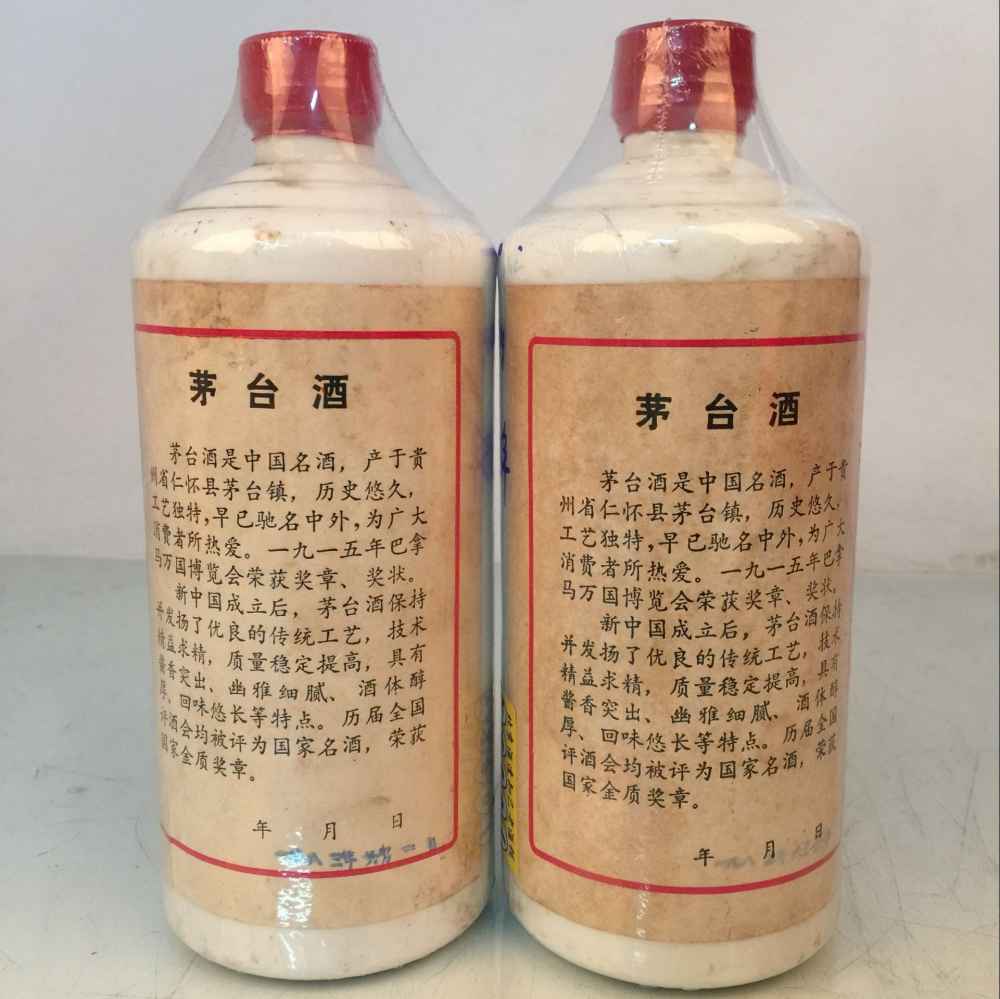 茅台酒
茅台酒是中国名酒，产于贵
州省仁怀县茅台镇，历史悠久，
工艺独特，早已驰名中外，为广大
消费者所热爱。一九一五年巴拿
马万国博览会荣获奖章、奖状。
新中国成立后，茅台酒保持
并发扬了优良的传统工艺，技术
精益求精，质量稳定提高，具有
酱香突出、幽雅细腻、酒体醇
厚、回味悠长等特点。历届全国
评酒会均被评为国家名酒，荣获
国家金质奖章。
年 月 日
茅台酒
茅台酒是中国名酒，产于贵
州省仁怀县茅台镇，历史悠久，
工艺独特，早已驰名中外，为广大
消费者所热爱。一九一五年巴拿
马万国博览会荣获奖章、奖状。
新中国成立后，茅台酒保持
并发扬了优良的传统工艺，技术
精益求精，质量稳定提高，具有
酱香突出、幽雅细腻、酒体醇
厚、回味悠长等特点。历届全国
评酒会均被评为国家名酒，荣获
国家金质奖章。
年 月 日